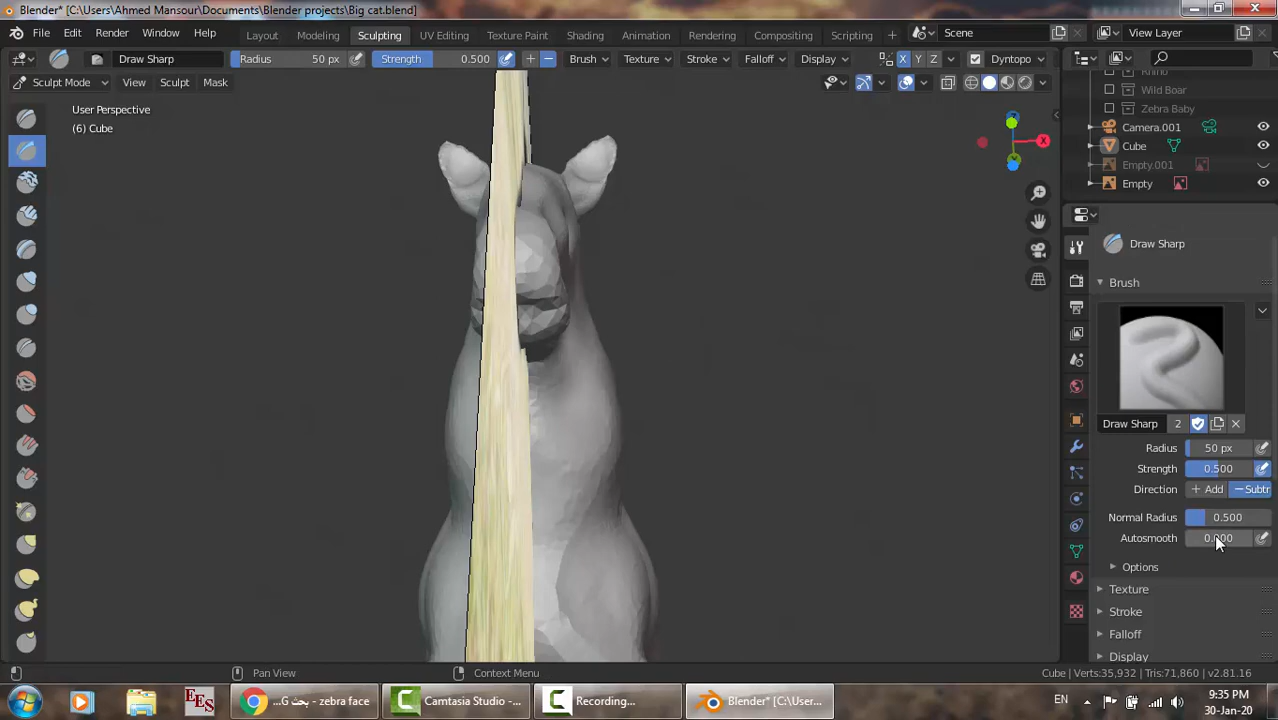 Blender* [C:\Users\Ahmed Mansour\Documents\Blender projects\Big cat.blend]
File Edit Render Window Help Layout Modeling Sculpting UV Editing Texture Paint Shading Animation Rendering Compositing Scripting + Scene View Layer
Draw Sharp Radius 50 px Strength 0.500 + − Brush Texture Stroke Falloff Display X Y Z Dyntopo
Sculpt Mode View Sculpt Mask
Rhino
Wild Boar
Zebra Baby
Camera.001
Cube
Empty.001
Empty
User Perspective
(6) Cube
X
Draw Sharp
Brush
Draw Sharp 2
Radius 50 px
Strength 0.500
Direction + Add − Subtr
Normal Radius 0.500
Autosmooth 0.000
Options
Texture
Stroke
Falloff
Display
Pan View Context Menu Cube | Verts:35,932 | Tris:71,860 | v2.81.16
EES ...G بحث - zebra face Camtasia Studio -... Recording... Blender* [C:\User... EN 9:35 PM
30-Jan-20